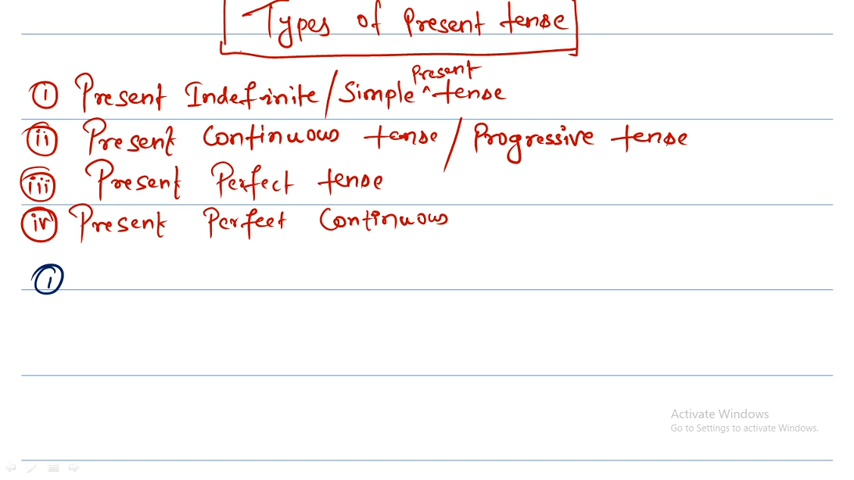 Types of Present tense
(i) Present Indefinite / Simple ^Present tense
(ii) Present Continuous tense / Progressive tense
(iii) Present Perfect tense
(iv) Present Perfect Continuous
(1)
Activate Windows
Go to Settings to activate Windows.